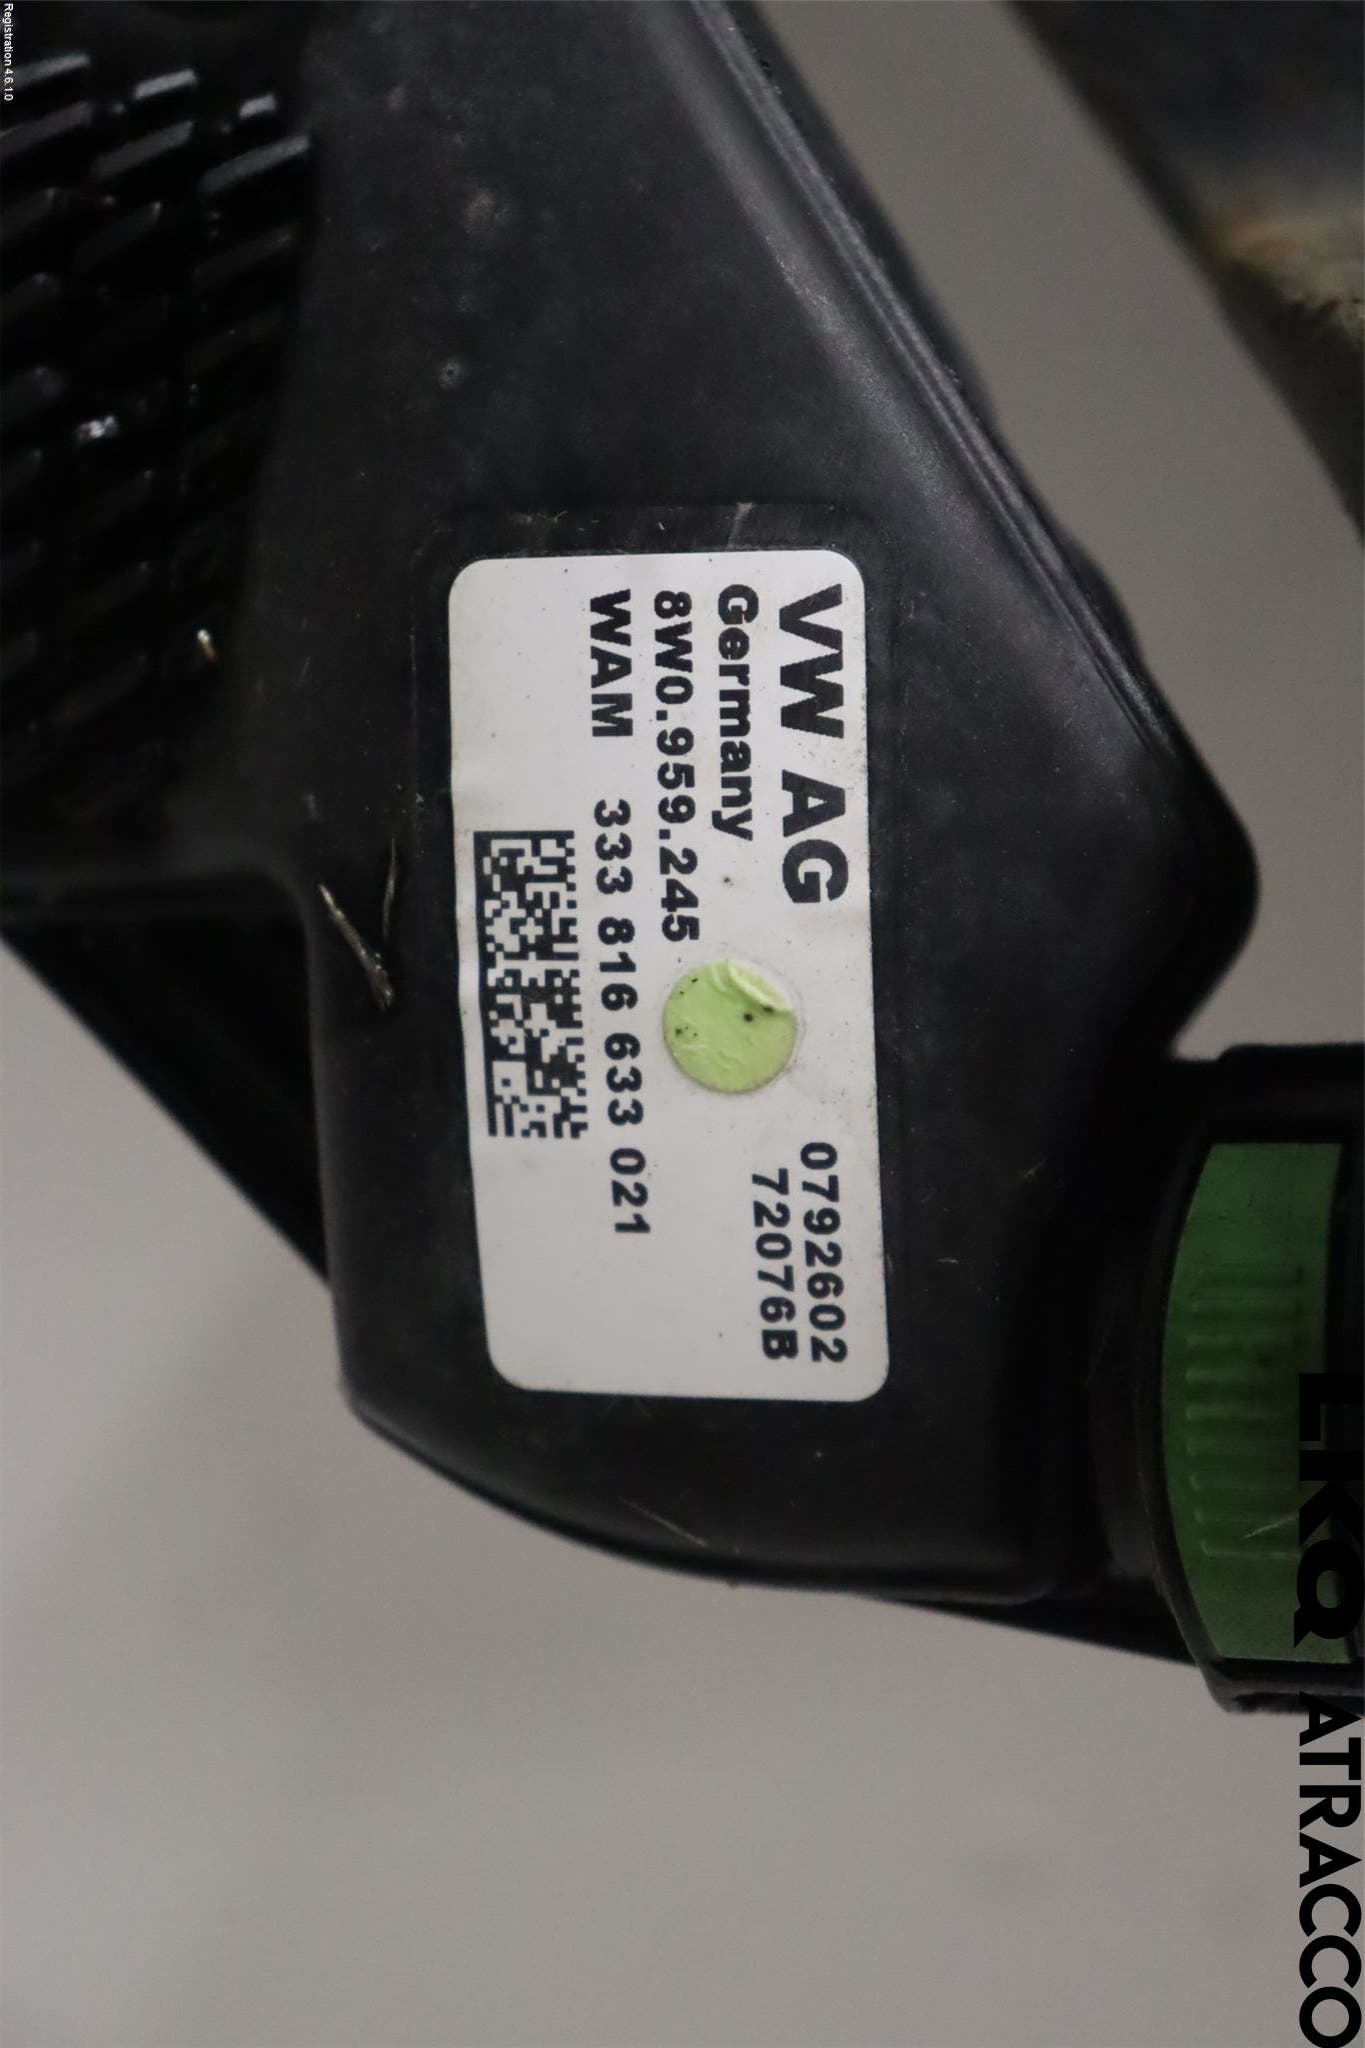 VW AG
0792602
Germany
72076B
8W0.959.245
WAM 333 816 633 021
LKQ ATRACCO
Registration 4.6.1.0